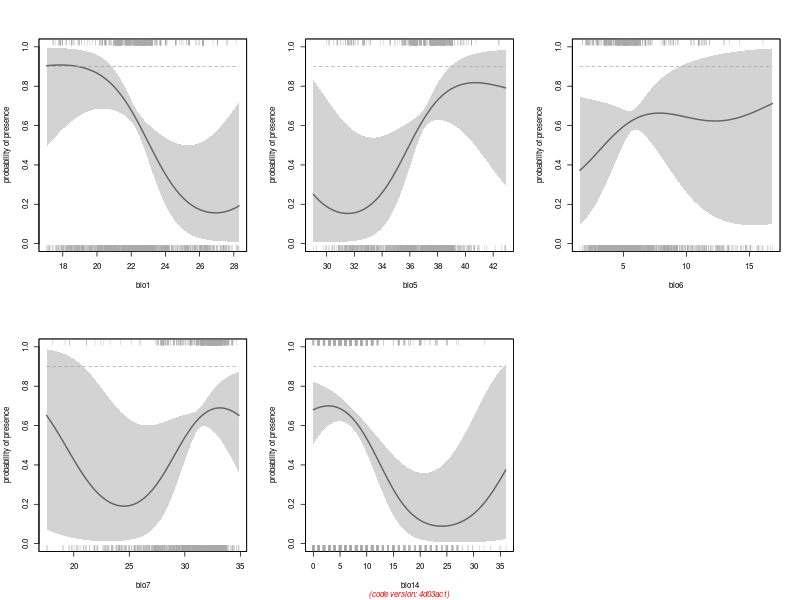 probability of presence
1.0
0.8
0.6
0.4
0.2
0.0
18 20 22 24 26 28
bio1
probability of presence
1.0
0.8
0.6
0.4
0.2
0.0
30 32 34 36 38 40 42
bio5
probability of presence
1.0
0.8
0.6
0.4
0.2
0.0
5 10 15
bio6
probability of presence
1.0
0.8
0.6
0.4
0.2
0.0
20 25 30 35
bio7
probability of presence
1.0
0.8
0.6
0.4
0.2
0.0
0 5 10 15 20 25 30 35
bio14
(code version: 4d03ac1)